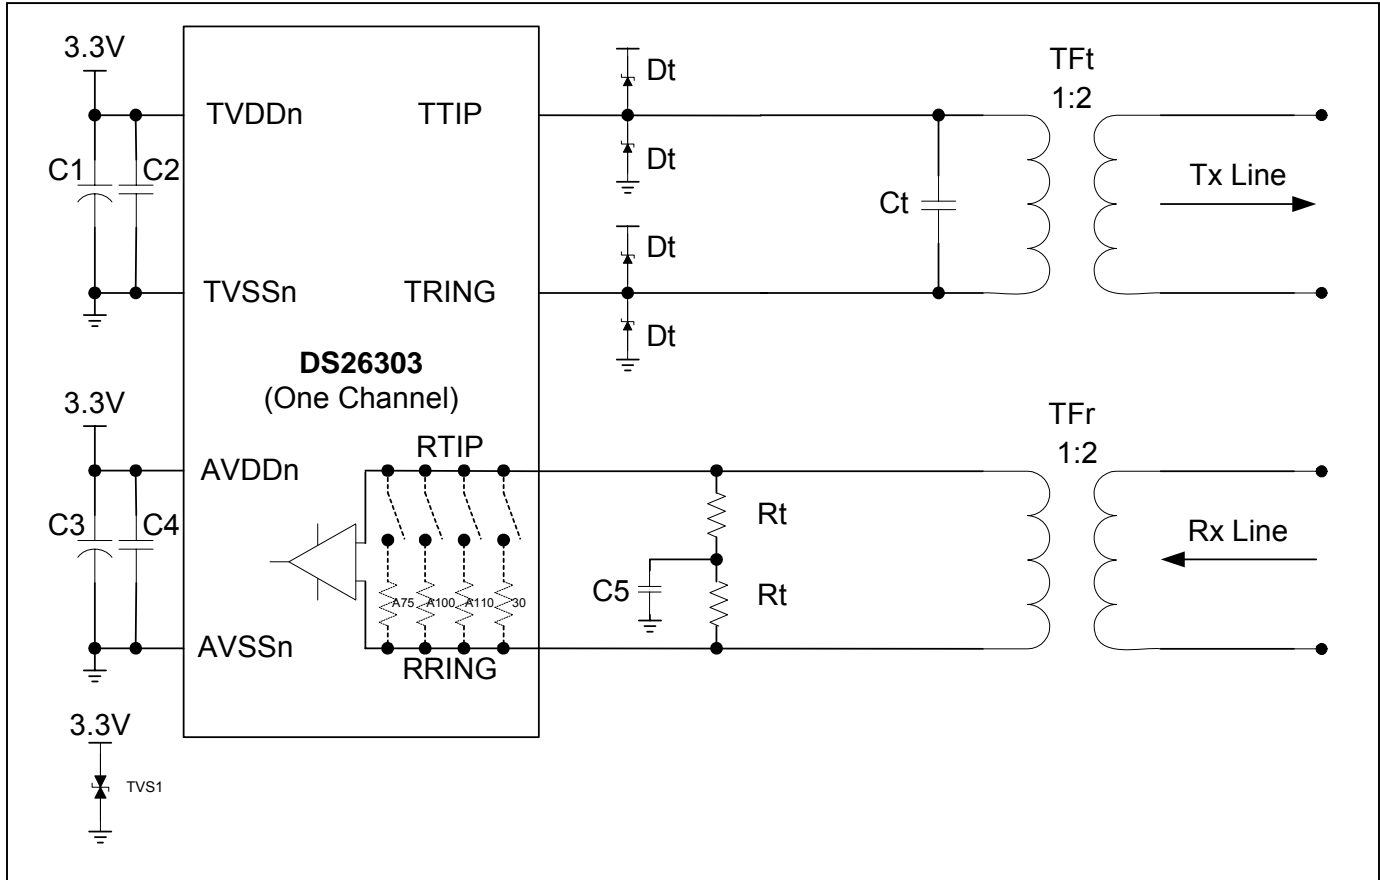 3.3V
TVDDn
TTIP
Dt
Dt
TFt
1:2
C1
C2
Ct
Tx Line
TVSSn
TRING
Dt
Dt
DS26303
(One Channel)
3.3V
AVDDn
RTIP
TFr
1:2
C3
C4
Rt
Rx Line
C5
Rt
A75
A100
A110
30
AVSSn
RRING
3.3V
TVS1